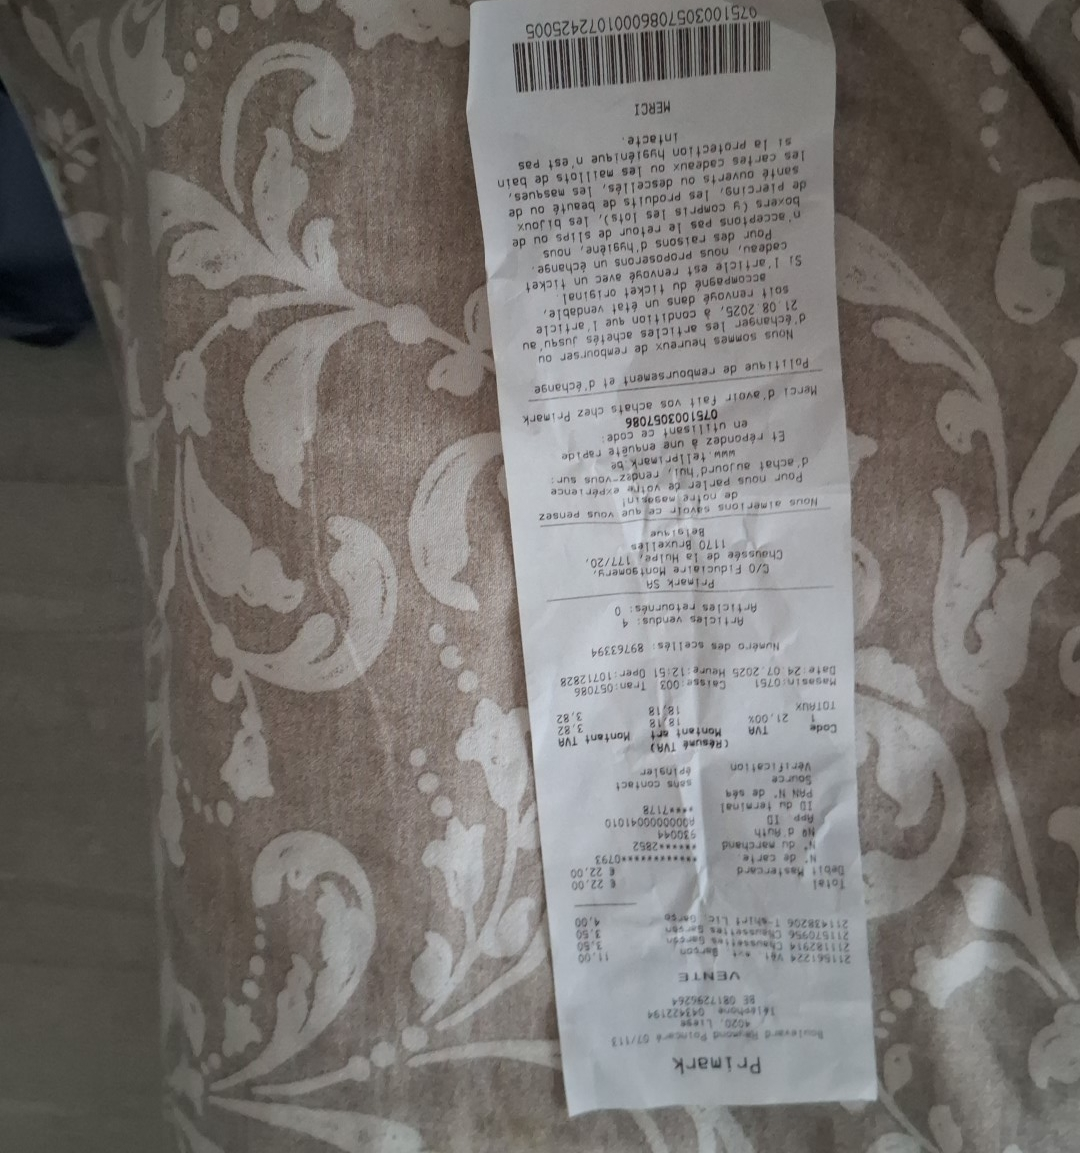 Primark
Boulevard Raymond Poincaré 07/113
4020, Liege
Téléphone 043422194
BE 0817296264
VENTE
211561224 Vêt. ext Garçon 11,00
211182914 Chaussettes Garçon 3,50
211570956 Chaussettes Garçon 3,50
211438206 T-shirt Lic. Garço 4,00
Total € 22,00
Debit Mastercard € 22,00
N° de carte ************0793
N° du marchand ******2852
Nº d'Auth 930044
App ID A0000000041010
ID du terminal ****7178
PAN N° de séq
Source sans contact
Vérification épingler
(Résumé TVA)
Code TVA Montant art Montant TVA
1 21,00% 18,18 3,82
TOTAUX 18,18 3,82
Magasin:0751 Caisse:003 Tran:057086
Date:24.07.2025 Heure:12:51 Oper:10712828
Numéro des scellés: 89763394
Articles vendus: 4
Articles retournés: 0
Primark SA
C/O Fiduciaire Montgomery,
Chaussée de la Hulpe, 177/20,
1170 Bruxelles
Belgique
Nous aimerions savoir ce que vous pensez
de notre magasin!
Pour nous parler de votre expérience
d'achat aujourd'hui, rendez-vous sur:
www.tellprimark.be
Et répondez à une enquête rapide
en utilisant ce code:
0751003057086
Merci d'avoir fait vos achats chez Primark
Politique de remboursement et d'échange
Nous sommes heureux de rembourser ou
d'échanger les articles achetés jusqu'au
21.08.2025, à condition que l'article
soit renvoyé dans un état vendable,
accompagné du ticket original.
Si l'article est renvoyé avec un ticket
cadeau, nous proposerons un échange.
Pour des raisons d'hygiène, nous
n'acceptons pas le retour de slips ou de
boxers (y compris les lots), les bijoux
de piercing, les produits de beauté ou de
santé ouverts ou descellés, les masques,
les cartes cadeaux ou les maillots de bain
si la protection hygiénique n'est pas
intacte.
MERCI
0751003057086000107242​5005